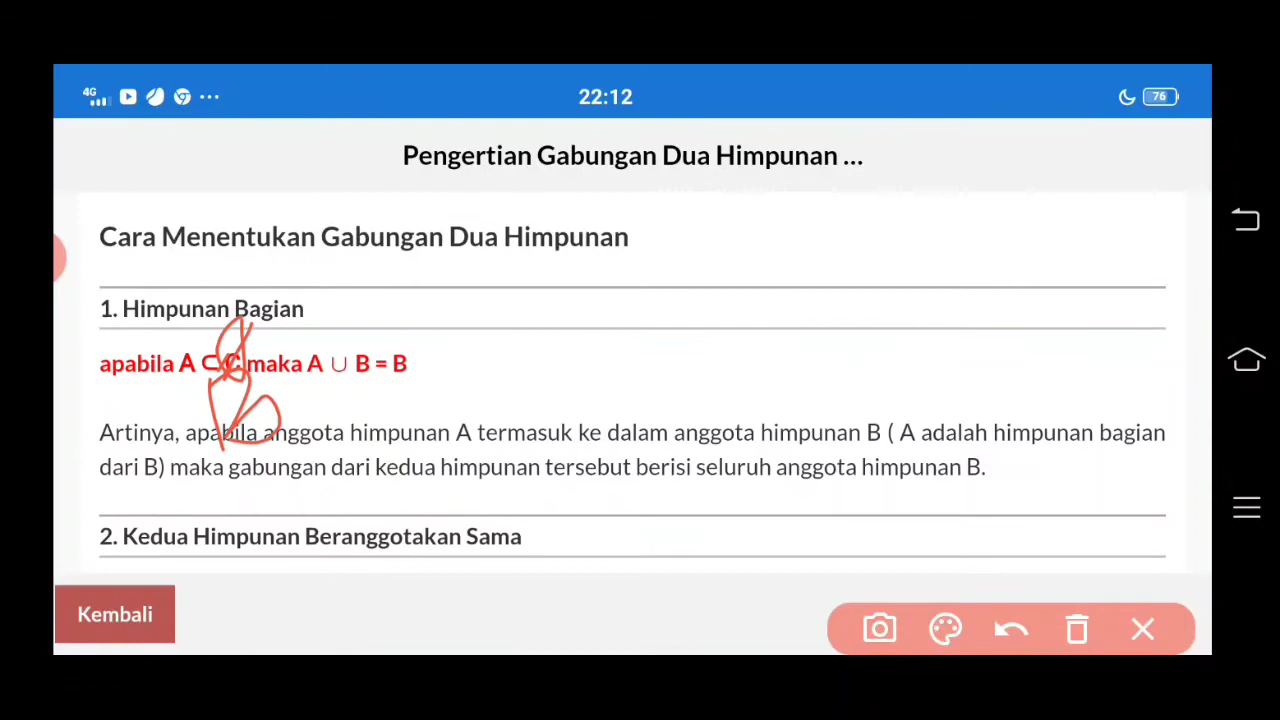 4G
22:12
76
Pengertian Gabungan Dua Himpunan ...
Cara Menentukan Gabungan Dua Himpunan
1. Himpunan Bagian
apabila A ⊂ C maka A ∪ B = B
B
Artinya, apabila anggota himpunan A termasuk ke dalam anggota himpunan B ( A adalah himpunan bagian
dari B) maka gabungan dari kedua himpunan tersebut berisi seluruh anggota himpunan B.
2. Kedua Himpunan Beranggotakan Sama
Kembali